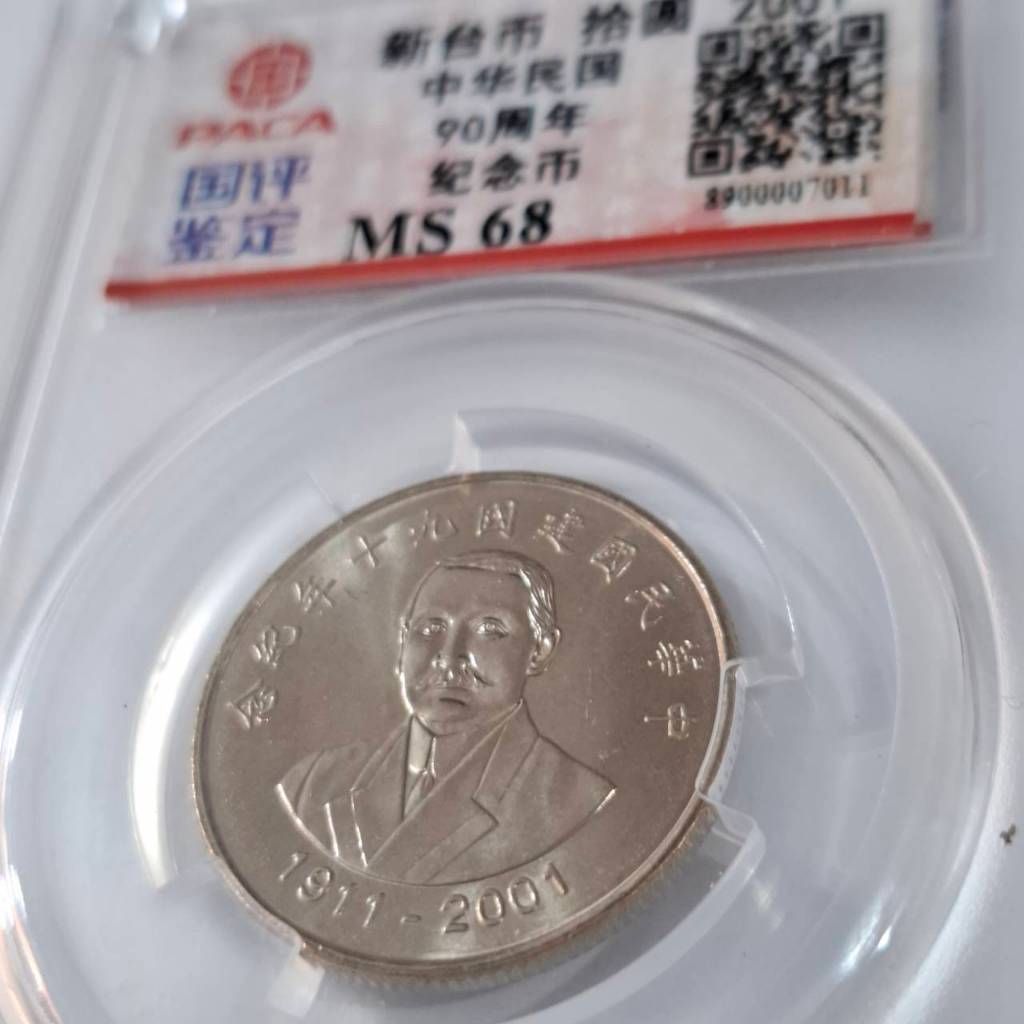 新台币 拾圆 2001
中华民国
90周年
纪念币
MS 68
PACA
国评
鉴定
8900007011
中華民國建國九十年紀念
1911-2001